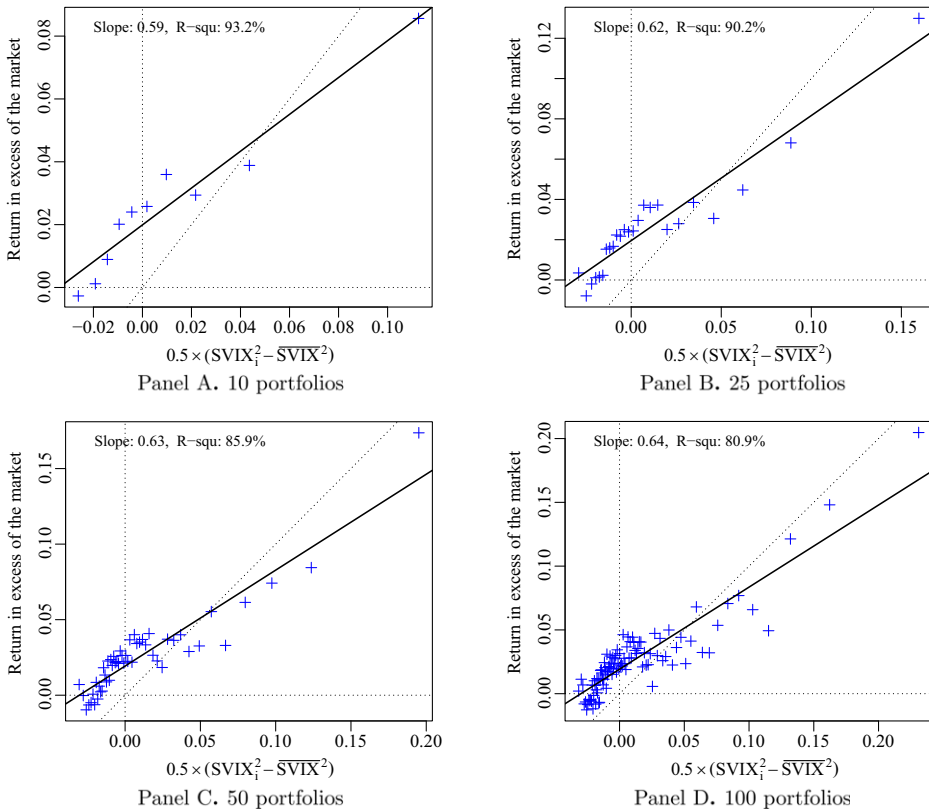 Slope: 0.59, R−squ: 93.2%
Return in excess of the market
0.00 0.02 0.04 0.06 0.08
−0.02 0.00 0.02 0.04 0.06 0.08 0.10
0.5 × (SVIX²ᵢ − S̅V̅I̅X̅²)
Panel A. 10 portfolios
Slope: 0.62, R−squ: 90.2%
Return in excess of the market
0.00 0.04 0.12
0.00 0.05 0.10 0.15
0.5 × (SVIX²ᵢ − S̅V̅I̅X̅²)
Panel B. 25 portfolios
Slope: 0.63, R−squ: 85.9%
Return in excess of the market
0.00 0.05 0.10 0.15
0.00 0.05 0.10 0.15 0.20
0.5 × (SVIX²ᵢ − S̅V̅I̅X̅²)
Panel C. 50 portfolios
Slope: 0.64, R−squ: 80.9%
Return in excess of the market
0.00 0.05 0.10 0.15 0.20
0.00 0.05 0.10 0.15 0.20
0.5 × (SVIX²ᵢ − S̅V̅I̅X̅²)
Panel D. 100 portfolios